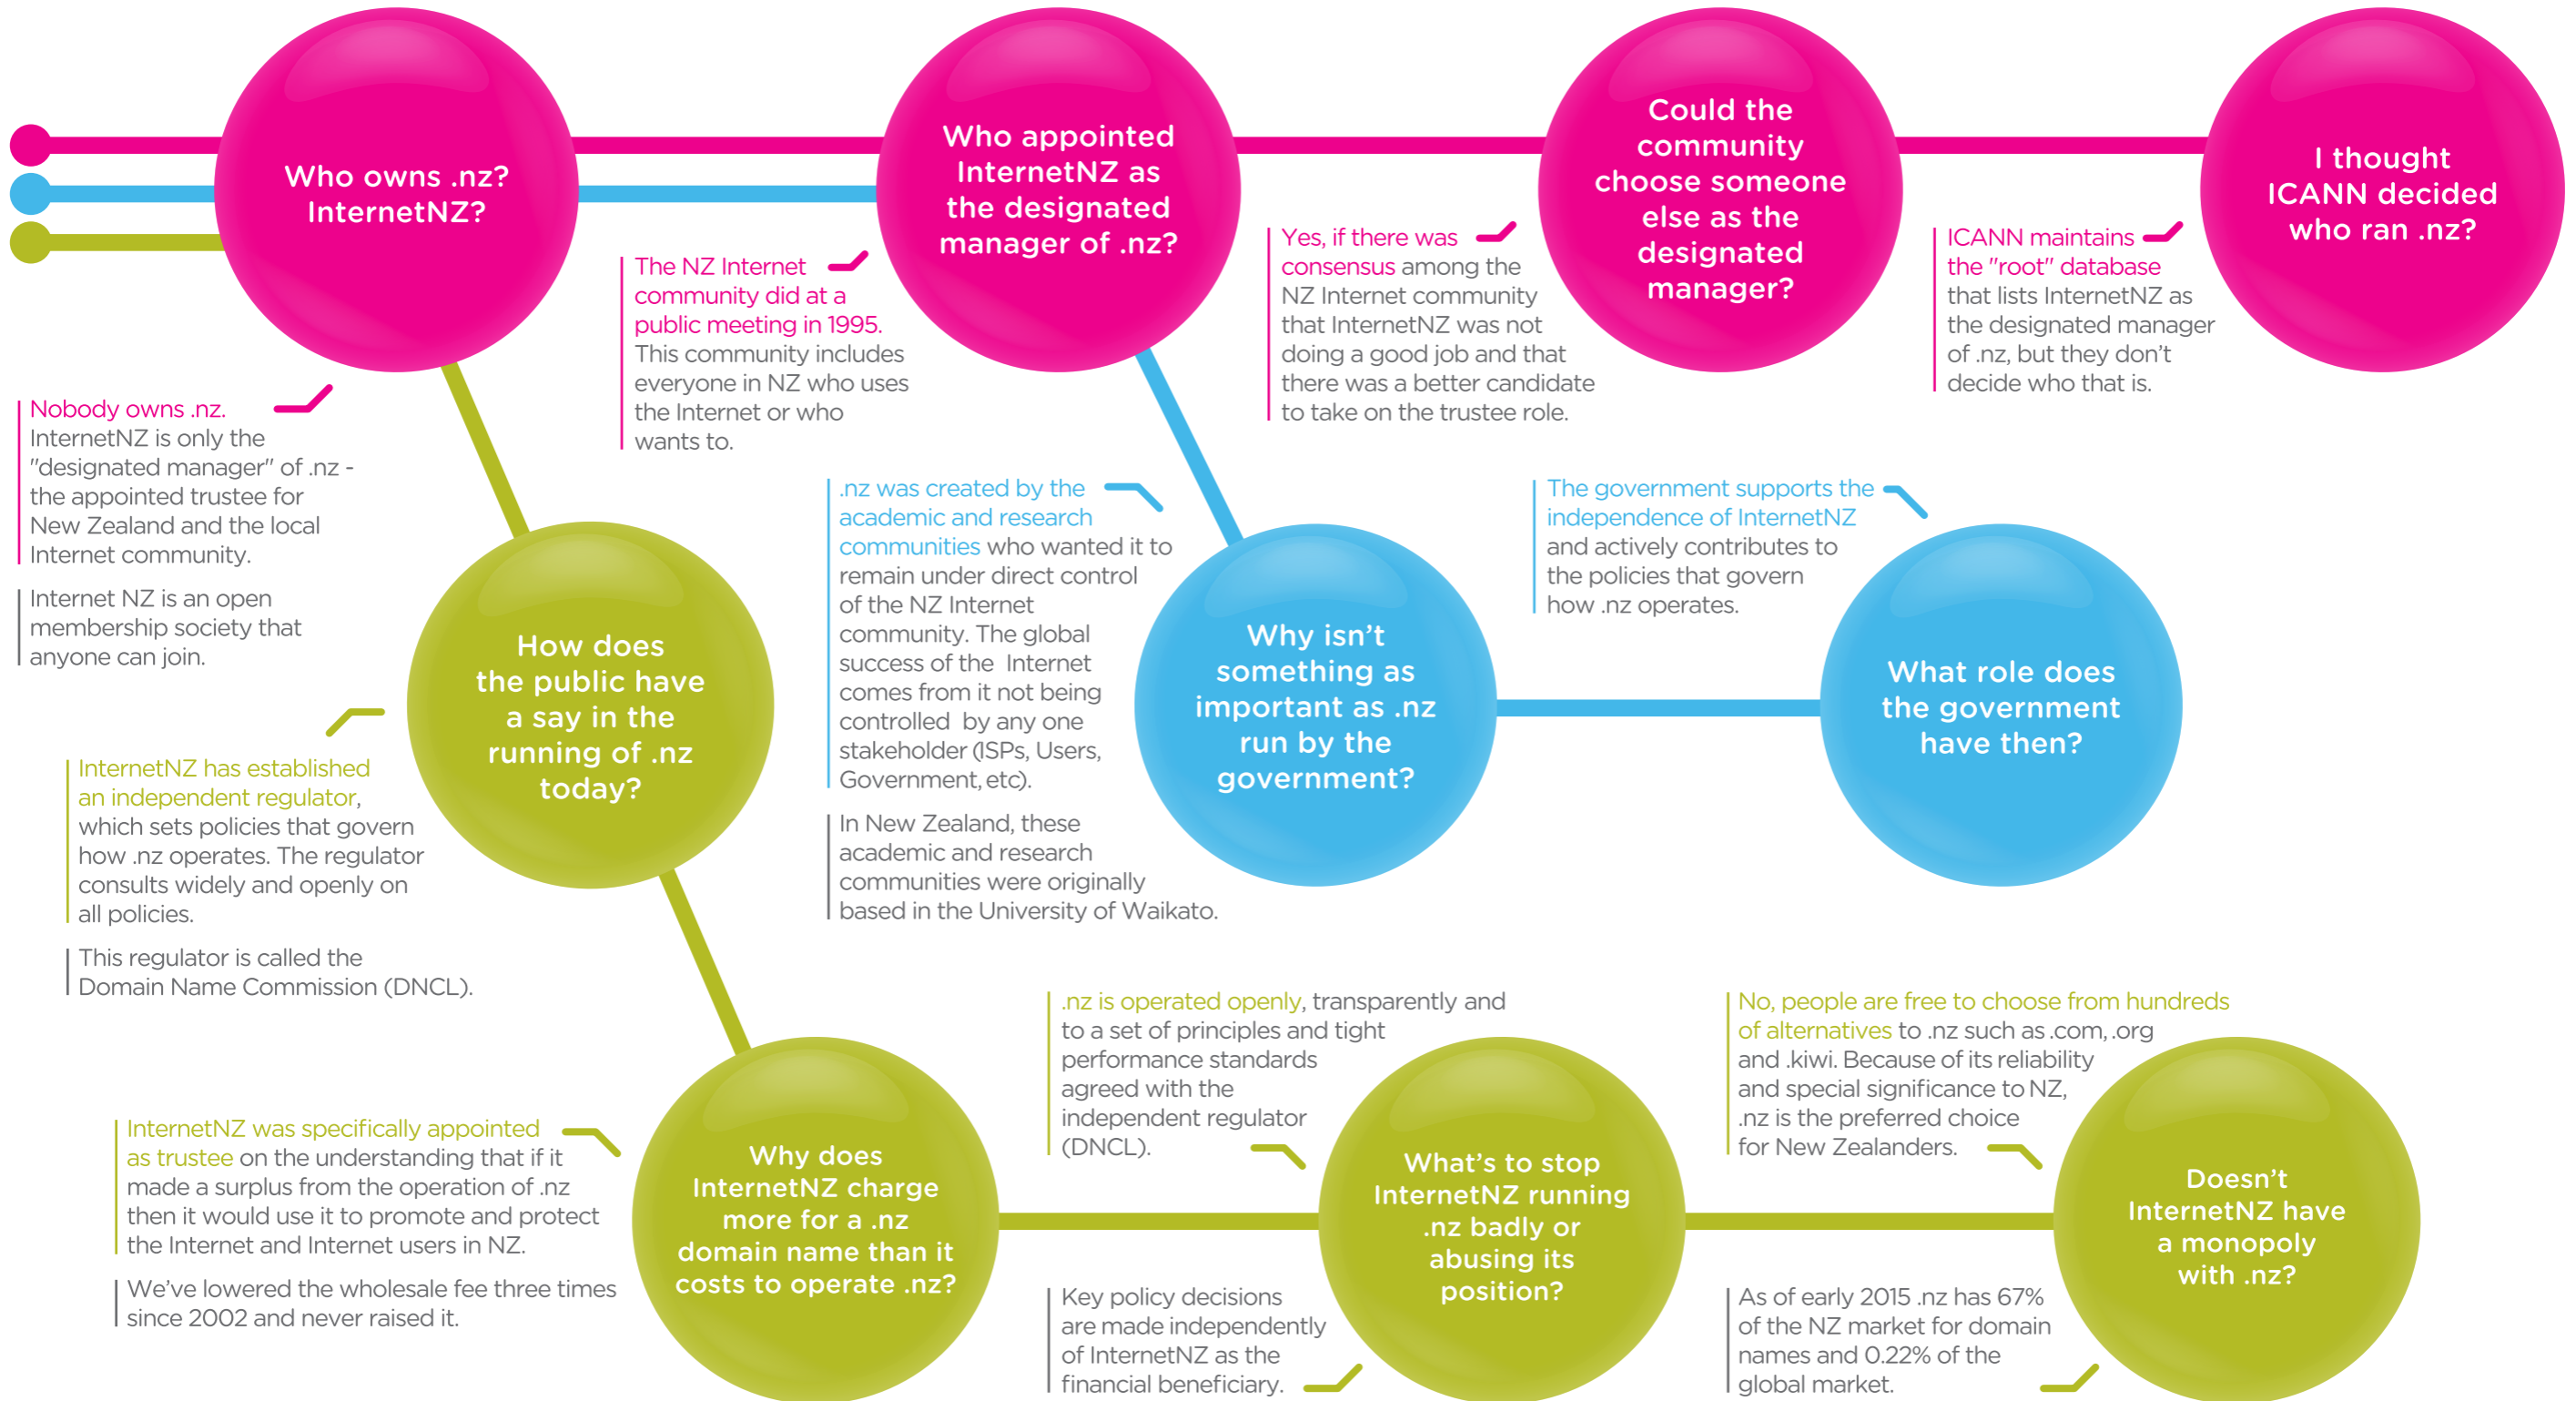 Who owns .nz?
InternetNZ?
Nobody owns .nz.
InternetNZ is only the
"designated manager" of .nz -
the appointed trustee for
New Zealand and the local
Internet community.
Internet NZ is an open
membership society that
anyone can join.
Who appointed
InternetNZ as
the designated
manager of .nz?
The NZ Internet
community did at a
public meeting in 1995.
This community includes
everyone in NZ who uses
the Internet or who
wants to.
Could the
community
choose someone
else as the
designated
manager?
Yes, if there was
consensus among the
NZ Internet community
that InternetNZ was not
doing a good job and that
there was a better candidate
to take on the trustee role.
I thought
ICANN decided
who ran .nz?
ICANN maintains
the "root" database
that lists InternetNZ as
the designated manager
of .nz, but they don't
decide who that is.
How does
the public have
a say in the
running of .nz
today?
InternetNZ has established
an independent regulator,
which sets policies that govern
how .nz operates. The regulator
consults widely and openly on
all policies.
This regulator is called the
Domain Name Commission (DNCL).
Why isn't
something as
important as .nz
run by the
government?
.nz was created by the
academic and research
communities who wanted it to
remain under direct control
of the NZ Internet
community. The global
success of the Internet
comes from it not being
controlled by any one
stakeholder (ISPs, Users,
Government, etc).
In New Zealand, these
academic and research
communities were originally
based in the University of Waikato.
What role does
the government
have then?
The government supports the
independence of InternetNZ
and actively contributes to
the policies that govern
how .nz operates.
Why does
InternetNZ charge
more for a .nz
domain name than it
costs to operate .nz?
InternetNZ was specifically appointed
as trustee on the understanding that if it
made a surplus from the operation of .nz
then it would use it to promote and protect
the Internet and Internet users in NZ.
We've lowered the wholesale fee three times
since 2002 and never raised it.
What's to stop
InternetNZ running
.nz badly or
abusing its
position?
.nz is operated openly, transparently and
to a set of principles and tight
performance standards
agreed with the
independent regulator
(DNCL).
Key policy decisions
are made independently
of InternetNZ as the
financial beneficiary.
Doesn't
InternetNZ have
a monopoly
with .nz?
No, people are free to choose from hundreds
of alternatives to .nz such as .com, .org
and .kiwi. Because of its reliability
and special significance to NZ,
.nz is the preferred choice
for New Zealanders.
As of early 2015 .nz has 67%
of the NZ market for domain
names and 0.22% of the
global market.